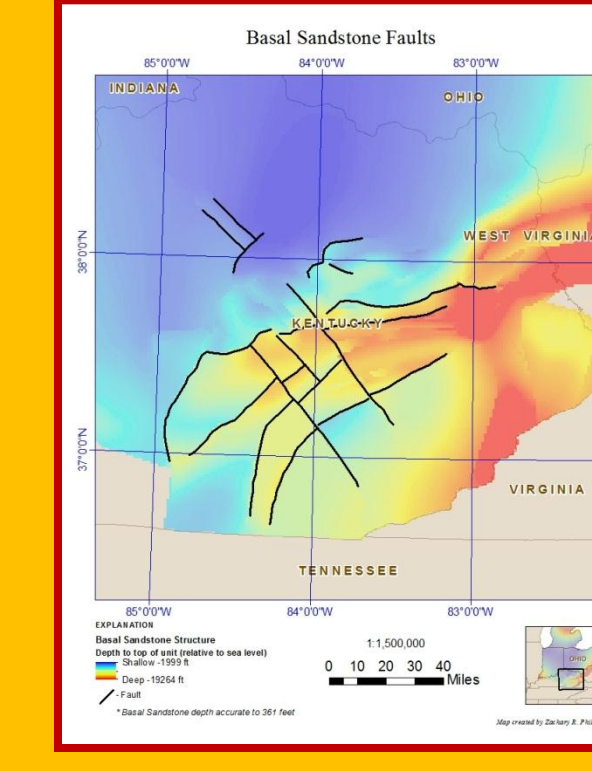 Basal Sandstone Faults
85°0'0"W 84°0'0"W 83°0'0"W
INDIANA
OHIO
38°0'0"N
WEST VIRGINI
KENTUCKY
37°0'0"N
VIRGINIA
TENNESSEE
85°0'0"W 84°0'0"W 83°0'0"W
EXPLANATION
Basal Sandstone Structure
Depth to top of unit (relative to sea level)
Shallow -1999 ft
Deep -19264 ft
- Fault
* Basal Sandstone depth accurate to 361 feet
1:1,500,000
0 10 20 30 40
Miles
OHIO
Map created by Zachary R. Phil